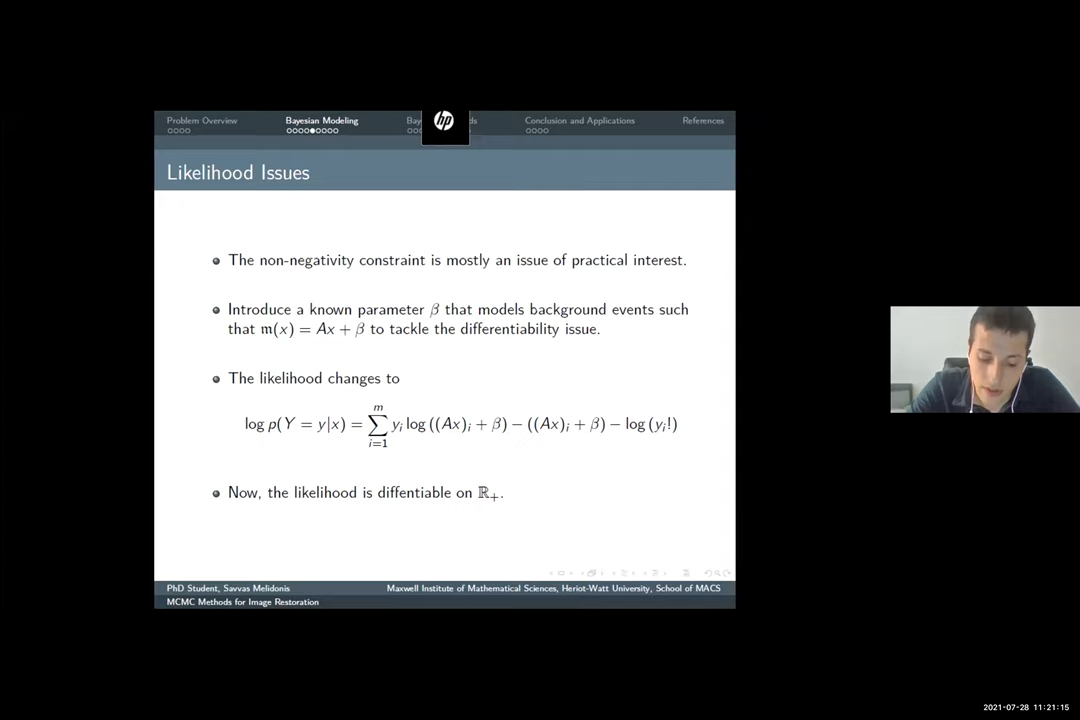 Problem Overview Bayesian Modeling Bay ds Conclusion and Applications References
hp
Likelihood Issues
The non-negativity constraint is mostly an issue of practical interest.
Introduce a known parameter β that models background events such
that 𝔪(x) = Ax + β to tackle the differentiability issue.
The likelihood changes to
log p(Y = y|x) = ∑_{i=1}^{m} y_i log ((Ax)_i + β) − ((Ax)_i + β) − log (y_i!)
Now, the likelihood is diffentiable on ℝ₊.
PhD Student, Savvas Melidonis Maxwell Institute of Mathematical Sciences, Heriot-Watt University, School of MACS
MCMC Methods for Image Restoration
2021-07-28 11:21:15